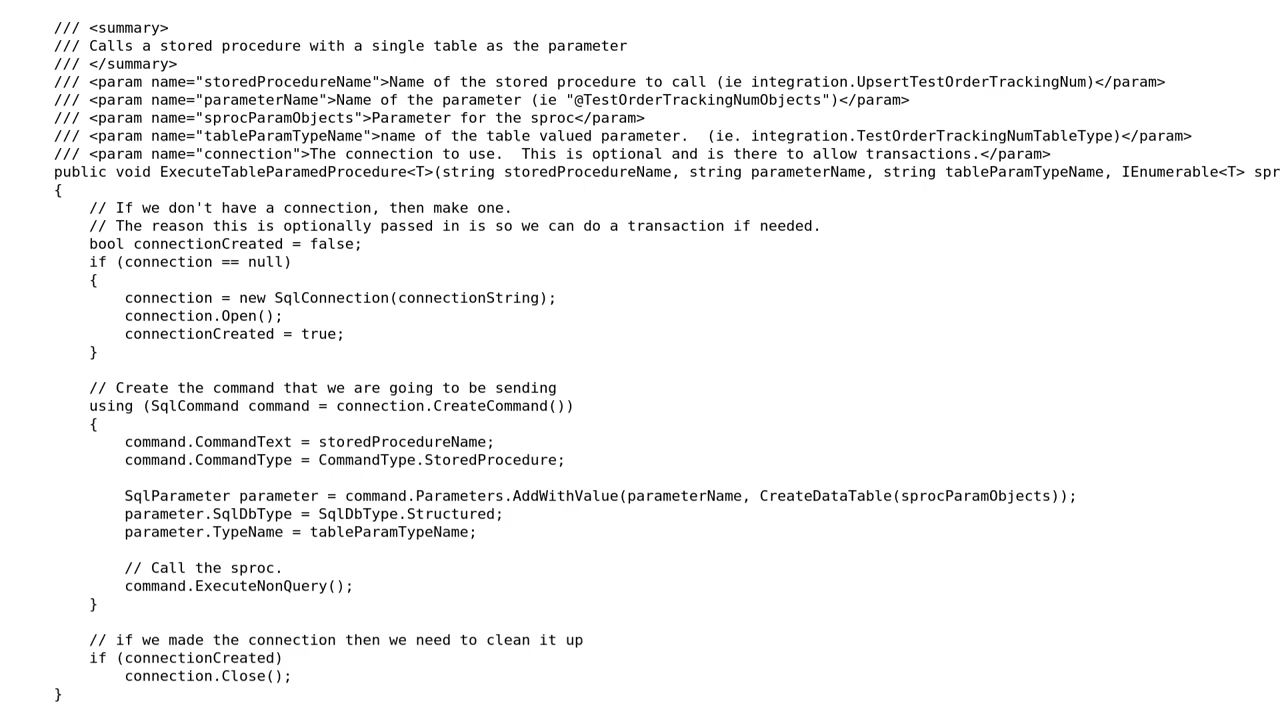 /// <summary>
/// Calls a stored procedure with a single table as the parameter
/// </summary>
/// <param name="storedProcedureName">Name of the stored procedure to call (ie integration.UpsertTestOrderTrackingNum)</param>
/// <param name="parameterName">Name of the parameter (ie "@TestOrderTrackingNumObjects")</param>
/// <param name="sprocParamObjects">Parameter for the sproc</param>
/// <param name="tableParamTypeName">name of the table valued parameter.  (ie. integration.TestOrderTrackingNumTableType)</param>
/// <param name="connection">The connection to use.  This is optional and is there to allow transactions.</param>
public void ExecuteTableParamedProcedure<T>(string storedProcedureName, string parameterName, string tableParamTypeName, IEnumerable<T> spr
{
    // If we don't have a connection, then make one.
    // The reason this is optionally passed in is so we can do a transaction if needed.
    bool connectionCreated = false;
    if (connection == null)
    {
        connection = new SqlConnection(connectionString);
        connection.Open();
        connectionCreated = true;
    }

    // Create the command that we are going to be sending
    using (SqlCommand command = connection.CreateCommand())
    {
        command.CommandText = storedProcedureName;
        command.CommandType = CommandType.StoredProcedure;

        SqlParameter parameter = command.Parameters.AddWithValue(parameterName, CreateDataTable(sprocParamObjects));
        parameter.SqlDbType = SqlDbType.Structured;
        parameter.TypeName = tableParamTypeName;

        // Call the sproc.
        command.ExecuteNonQuery();
    }

    // if we made the connection then we need to clean it up
    if (connectionCreated)
        connection.Close();
}